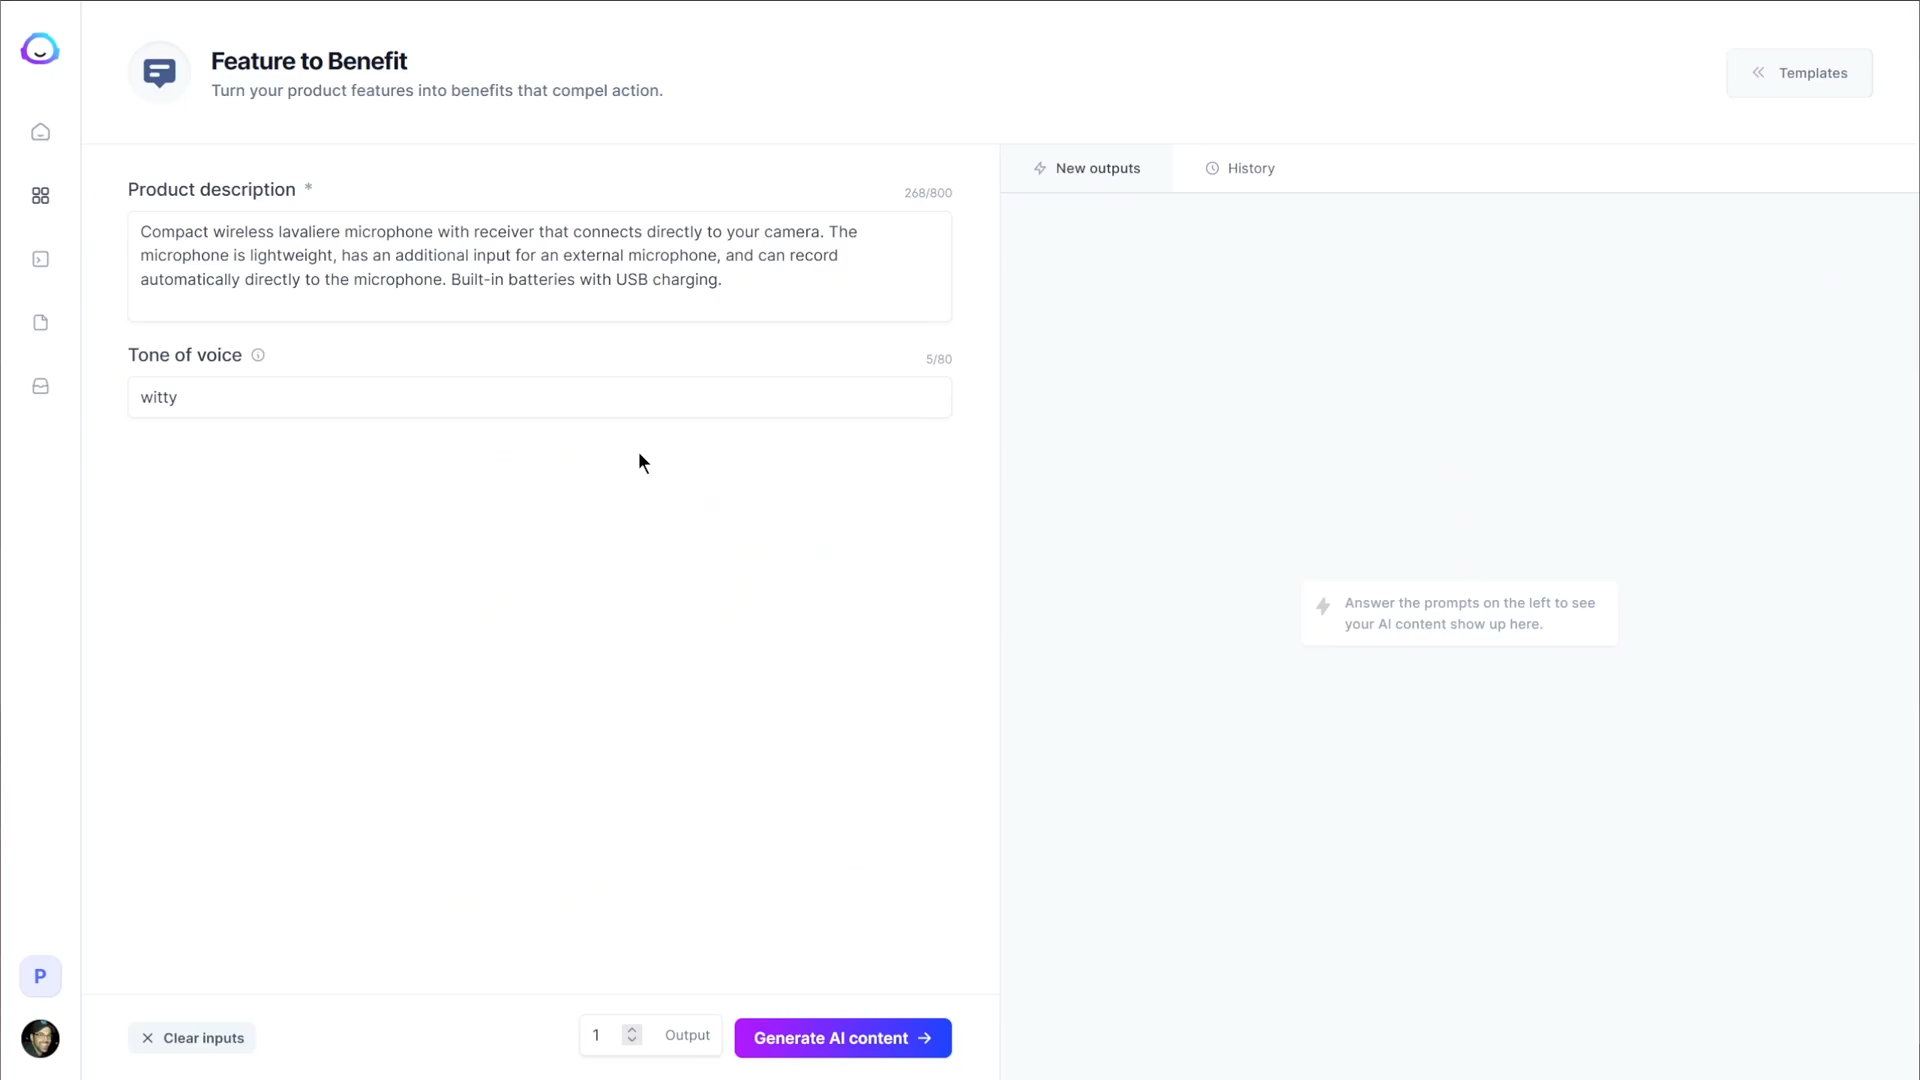 Feature to Benefit
Turn your product features into benefits that compel action.
Templates
Product description *
268/800
Compact wireless lavaliere microphone with receiver that connects directly to your camera. The
microphone is lightweight, has an additional input for an external microphone, and can record
automatically directly to the microphone. Built-in batteries with USB charging.
Tone of voice
5/80
witty
New outputs
History
Answer the prompts on the left to see
your AI content show up here.
P
Clear inputs
1
Output
Generate AI content